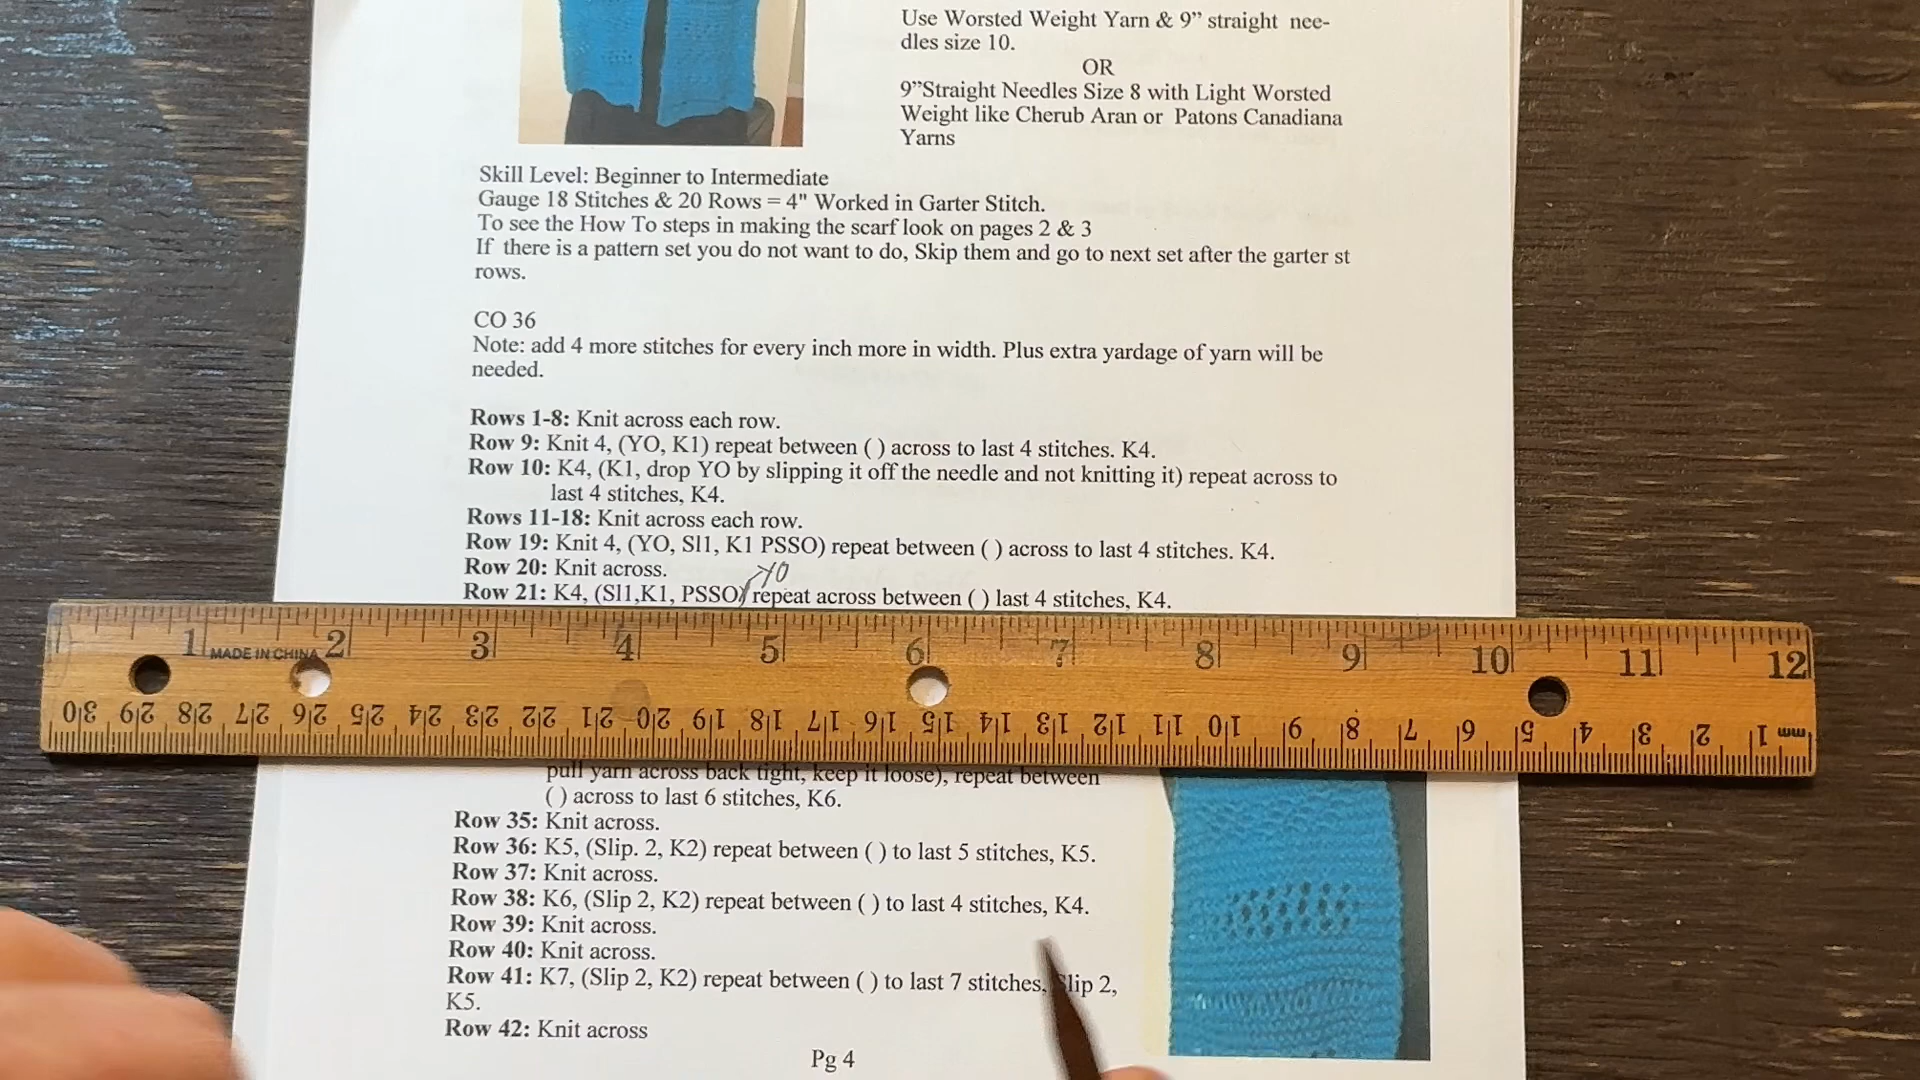 Use Worsted Weight Yarn & 9” straight nee-
dles size 10.
OR
9”Straight Needles Size 8 with Light Worsted
Weight like Cherub Aran or Patons Canadiana
Yarns
Skill Level: Beginner to Intermediate
Gauge 18 Stitches & 20 Rows = 4" Worked in Garter Stitch.
To see the How To steps in making the scarf look on pages 2 & 3
If there is a pattern set you do not want to do, Skip them and go to next set after the garter st
rows.
CO 36
Note: add 4 more stitches for every inch more in width. Plus extra yardage of yarn will be
needed.
Rows 1-8: Knit across each row.
Row 9: Knit 4, (YO, K1) repeat between ( ) across to last 4 stitches. K4.
Row 10: K4, (K1, drop YO by slipping it off the needle and not knitting it) repeat across to
last 4 stitches, K4.
Rows 11-18: Knit across each row.
Row 19: Knit 4, (YO, Sl1, K1 PSSO) repeat between ( ) across to last 4 stitches. K4.
Row 20: Knit across.
YO
Row 21: K4, (Sl1,K1, PSSO) repeat across between ( ) last 4 stitches, K4.
1 2 3 4 5 6 7 8 9 10 11 12
MADE IN CHINA
30 29 28 27 26 25 24 23 22 21 20 19 18 17 16 15 14 13 12 11 10 9 8 7 6 5 4 3 2 1 mm
pull yarn across back tight, keep it loose), repeat between
( ) across to last 6 stitches, K6.
Row 35: Knit across.
Row 36: K5, (Slip. 2, K2) repeat between ( ) to last 5 stitches, K5.
Row 37: Knit across.
Row 38: K6, (Slip 2, K2) repeat between ( ) to last 4 stitches, K4.
Row 39: Knit across.
Row 40: Knit across.
Row 41: K7, (Slip 2, K2) repeat between ( ) to last 7 stitches, Slip 2,
K5.
Row 42: Knit across
Pg 4